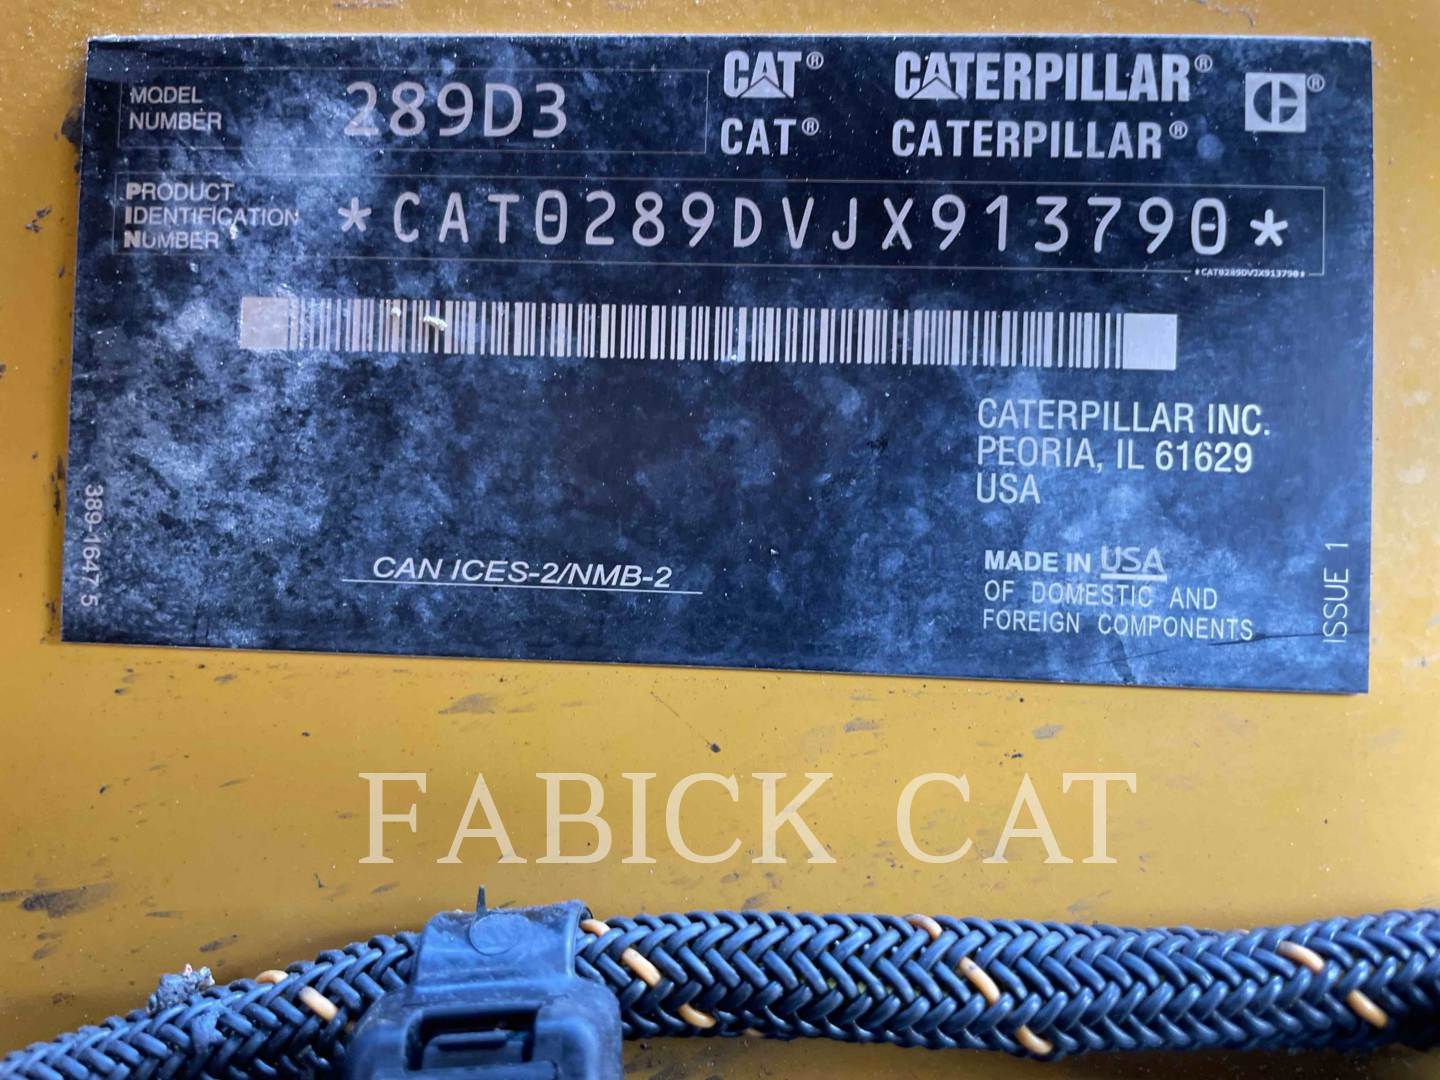 MODEL
NUMBER
289D3
CAT® CATERPILLAR® ®
CAT® CATERPILLAR®
PRODUCT
IDENTIFICATION
NUMBER
*CAT0289DVJX913790*
*CAT0289DVJX913790*
CATERPILLAR INC.
PEORIA, IL 61629
USA
389-1647 5
CAN ICES-2/NMB-2
MADE IN USA
OF DOMESTIC AND
FOREIGN COMPONENTS
ISSUE 1
FABICK CAT